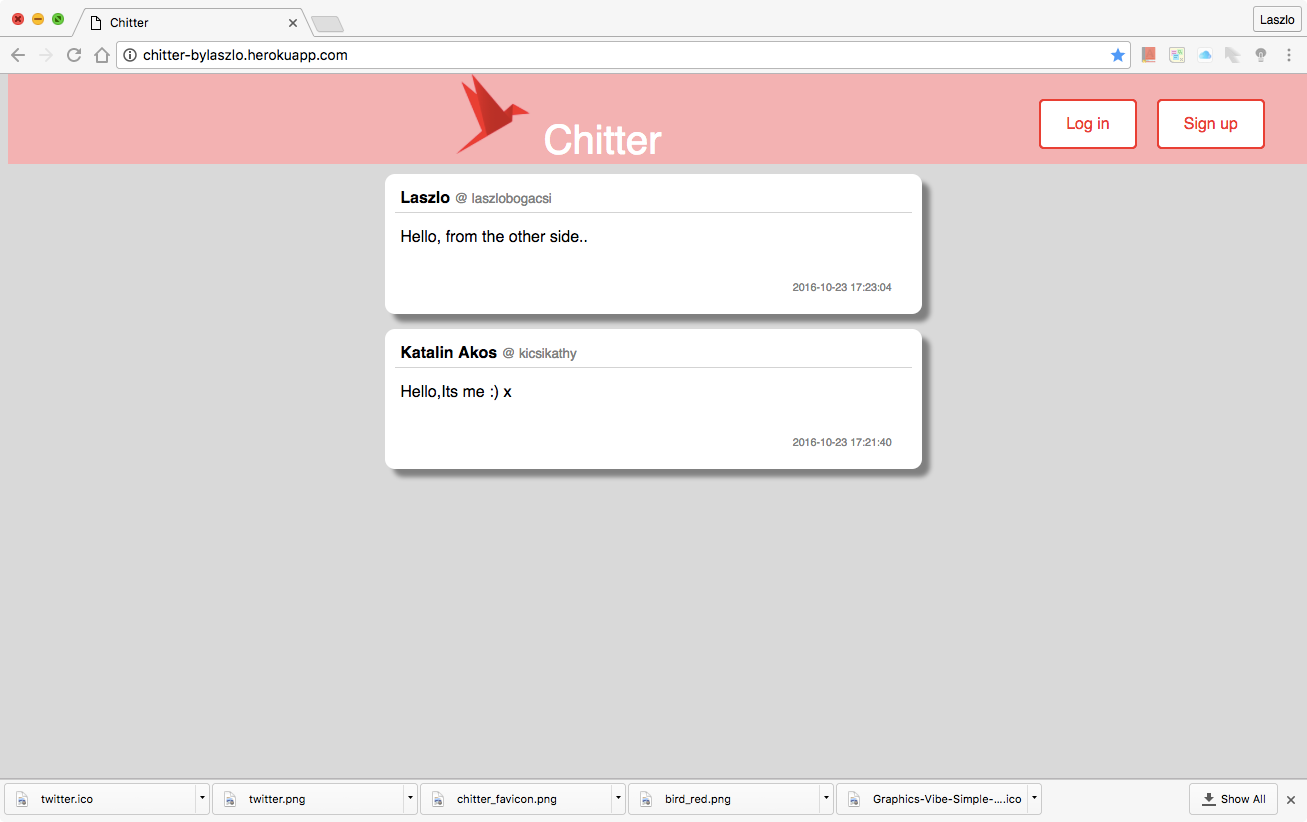 Chitter
Laszlo
chitter-bylaszlo.herokuapp.com
Chitter
Log in
Sign up
Laszlo @ laszlobogacsi
Hello, from the other side..
2016-10-23 17:23:04
Katalin Akos @ kicsikathy
Hello,Its me :) x
2016-10-23 17:21:40
twitter.ico
twitter.png
chitter_favicon.png
bird_red.png
Graphics-Vibe-Simple-....ico
Show All